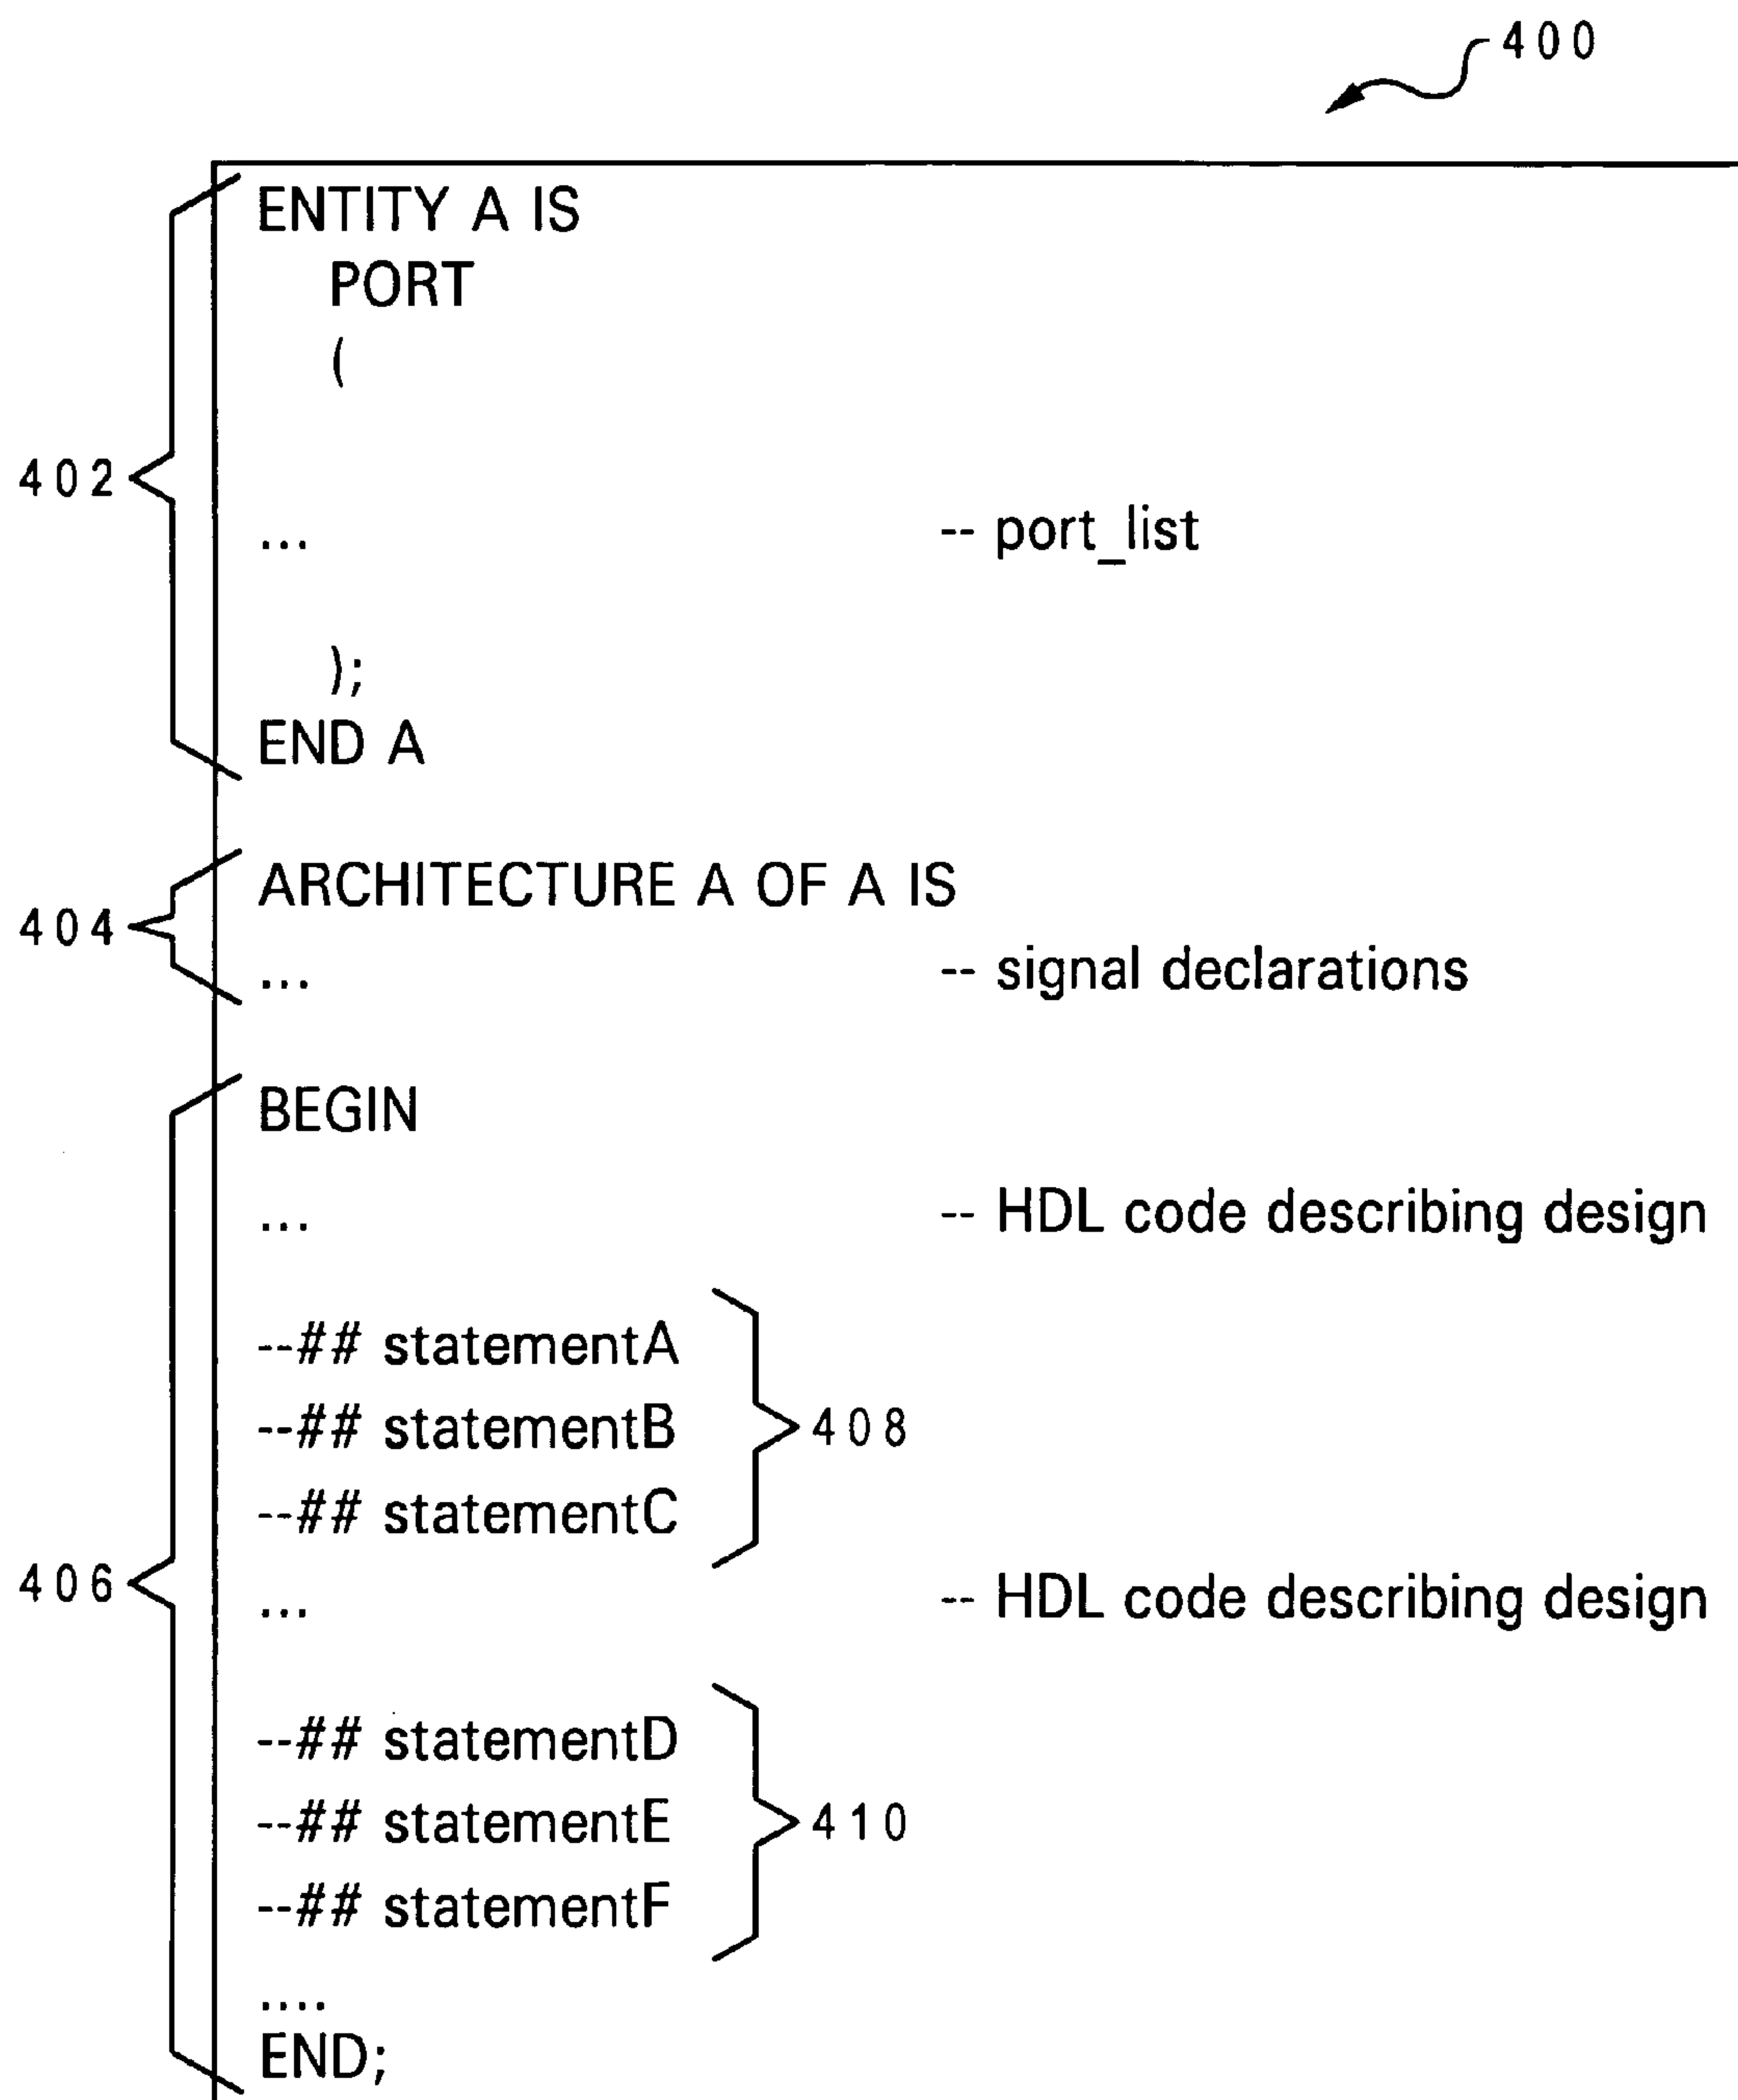 400
ENTITY A IS
PORT
(
402
... -- port_list
);
END A
ARCHITECTURE A OF A IS
404
... -- signal declarations
BEGIN
... -- HDL code describing design
--## statementA
--## statementB 408
--## statementC
406
... -- HDL code describing design
--## statementD
--## statementE 410
--## statementF
....
END;